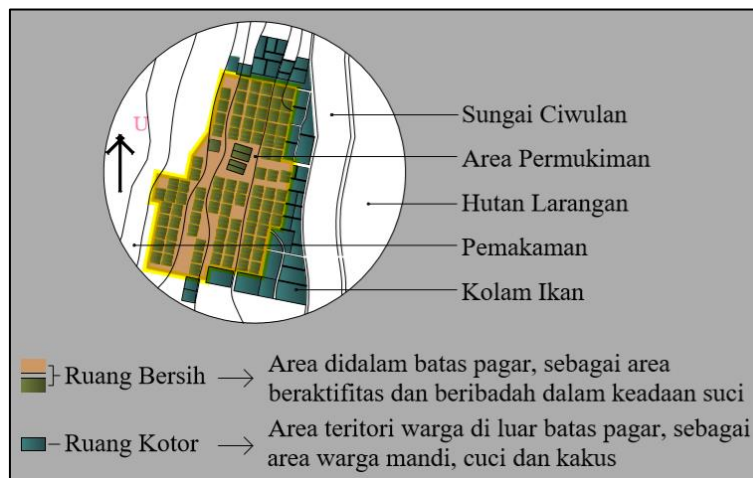 U
Sungai Ciwulan
Area Permukiman
Hutan Larangan
Pemakaman
Kolam Ikan
Ruang Bersih
Area didalam batas pagar, sebagai area
beraktifitas dan beribadah dalam keadaan suci
Ruang Kotor
Area teritori warga di luar batas pagar, sebagai
area warga mandi, cuci dan kakus